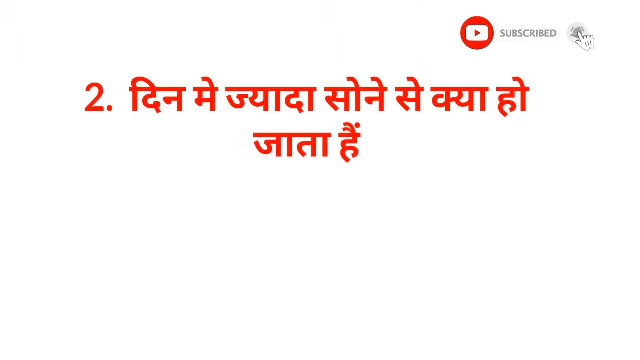 SUBSCRIBED
2. दिन मे ज्यादा सोने से क्या हो
जाता हैं